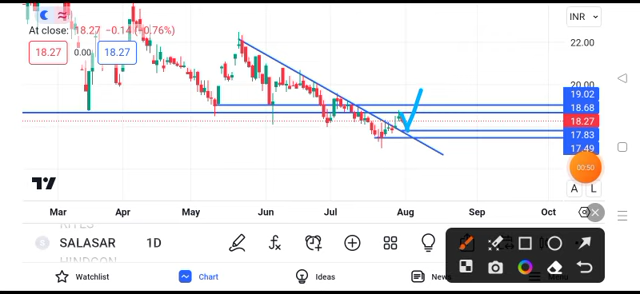 INR
At close: 18.27 −0.14 (−0.76%)
18.27 0.00 18.27
22.00
20.00
19.02
18.68
18.27
17.83
17.49
00:50
A L
Mar Apr May Jun Jul Aug Sep Oct
SALASAR 1D
Watchlist Chart Ideas News Menu